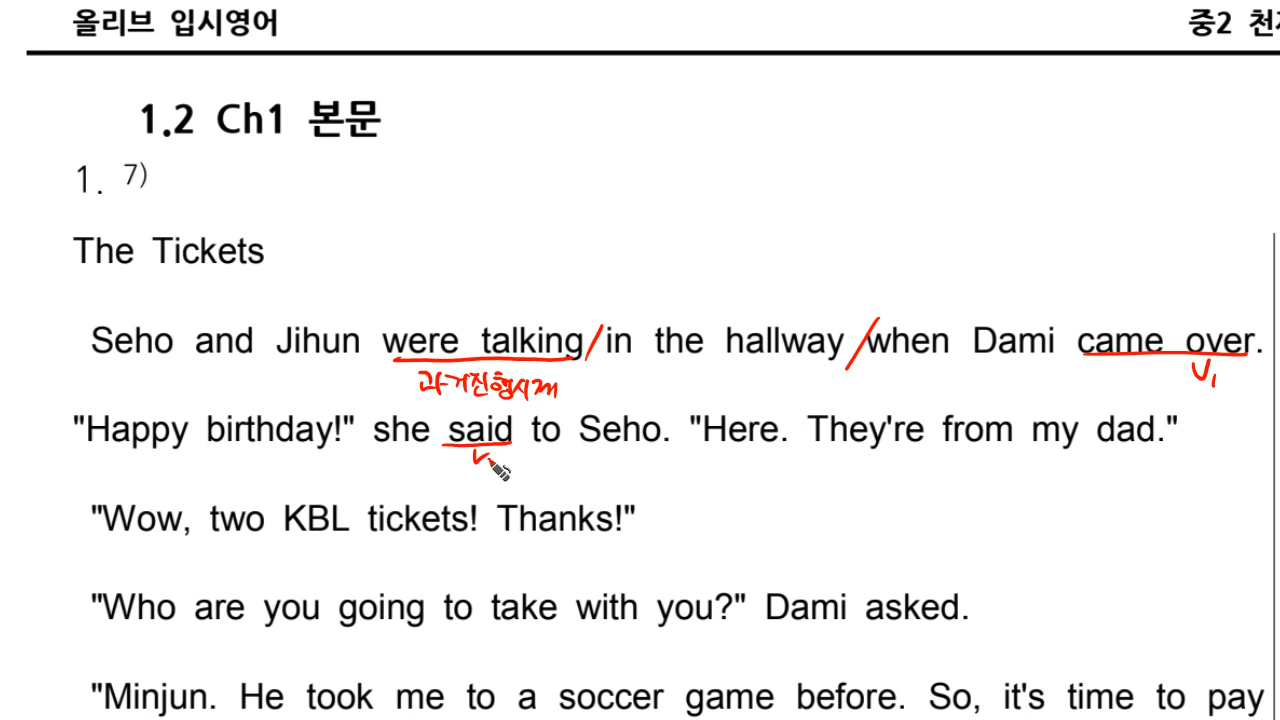 올리브 입시영어 중2
1.2 Ch1 본문
1. 7)
The Tickets
Seho and Jihun were talking/in the hallway/when Dami came over.
과거진행시제 V1
"Happy birthday!" she said to Seho. "Here. They're from my dad."
"Wow, two KBL tickets! Thanks!"
"Who are you going to take with you?" Dami asked.
"Minjun. He took me to a soccer game before. So, it's time to pay